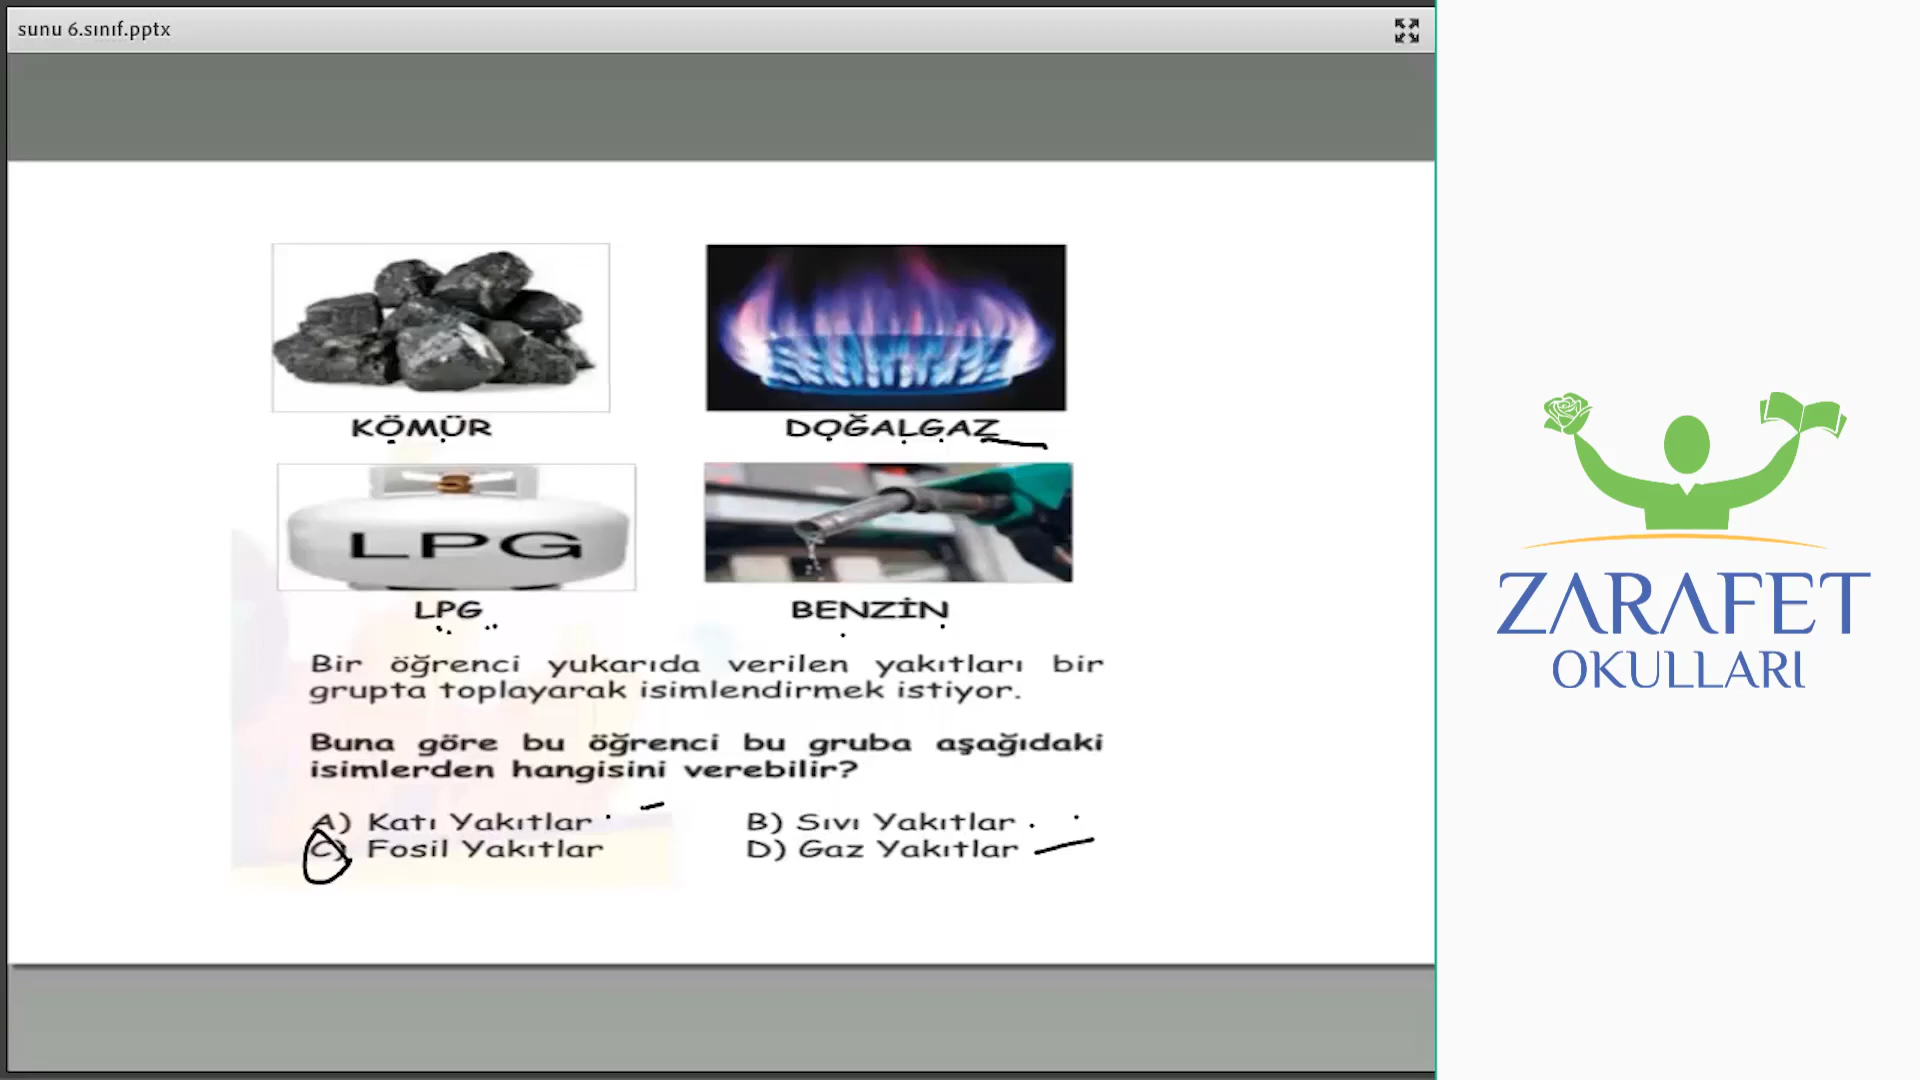 sunu 6.sınıf.pptx
KÖMÜR
DOĞALGAZ
LPG
LPG
BENZİN
Bir öğrenci yukarıda verilen yakıtları bir
grupta toplayarak isimlendirmek istiyor.
Buna göre bu öğrenci bu gruba aşağıdaki
isimlerden hangisini verebilir?
A) Katı Yakıtlar
B) Sıvı Yakıtlar
C) Fosil Yakıtlar
D) Gaz Yakıtlar
ZARAFET
OKULLARI